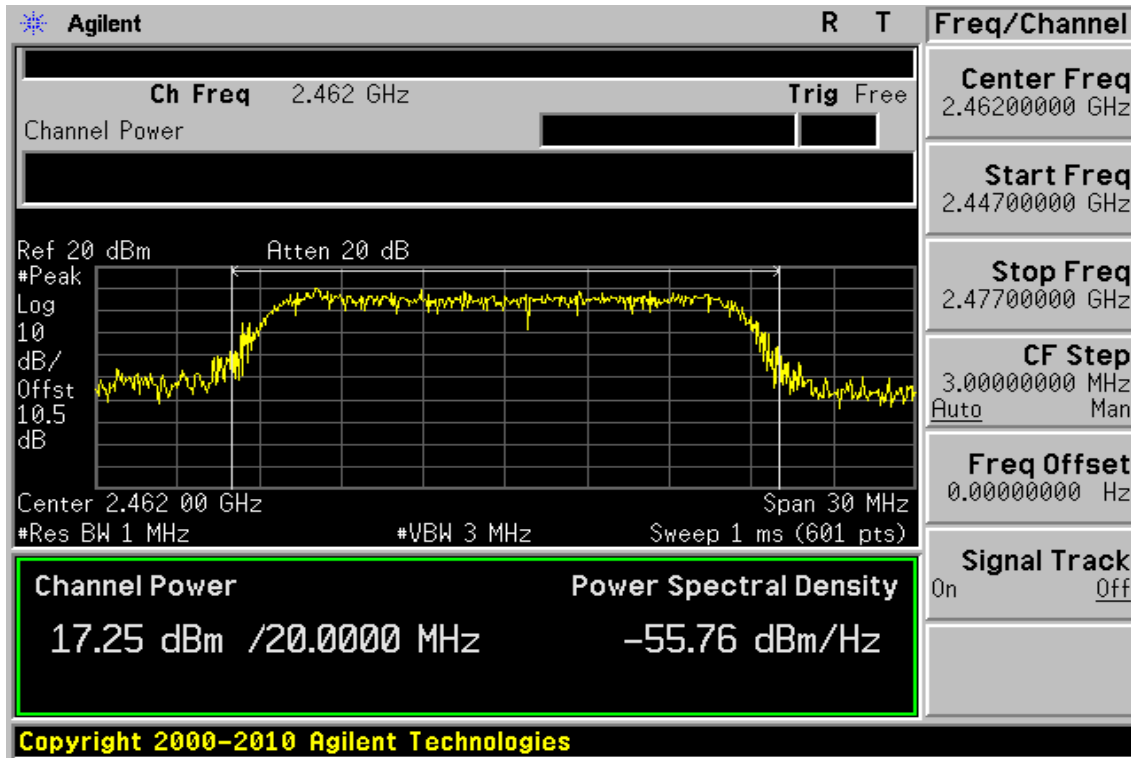 Agilent R T
Ch Freq 2.462 GHz Trig Free
Channel Power
Ref 20 dBm Atten 20 dB
#Peak
Log
10
dB/
Offst
10.5
dB
Center 2.462 00 GHz Span 30 MHz
#Res BW 1 MHz #VBW 3 MHz Sweep 1 ms (601 pts)
Channel Power Power Spectral Density
17.25 dBm /20.0000 MHz -55.76 dBm/Hz
Copyright 2000-2010 Agilent Technologies
Freq/Channel
Center Freq
2.46200000 GHz
Start Freq
2.44700000 GHz
Stop Freq
2.47700000 GHz
CF Step
3.00000000 MHz
Auto Man
Freq Offset
0.00000000 Hz
Signal Track
On Off